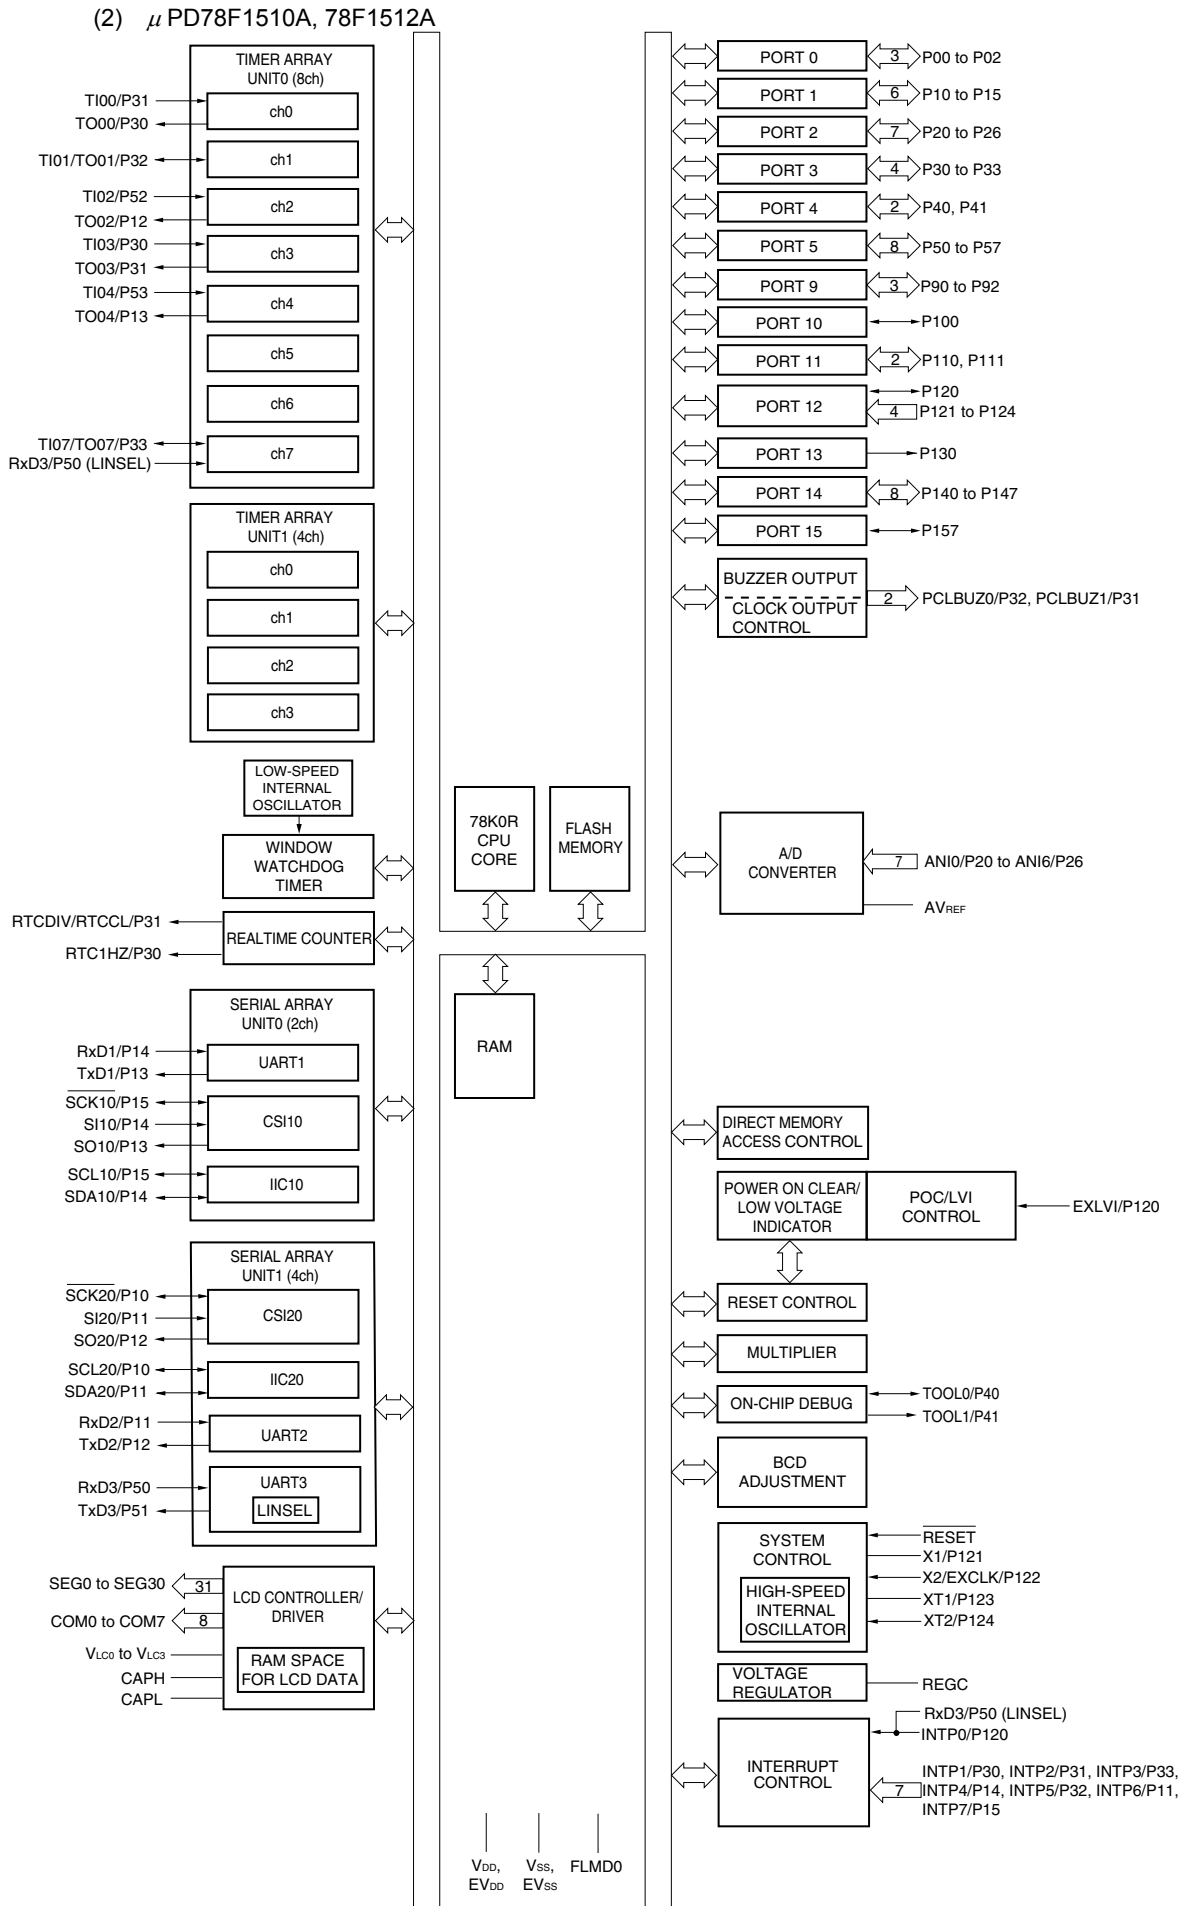 (2) μ PD78F1510A, 78F1512A
TIMER ARRAY
UNIT0 (8ch)
TI00/P31
TO00/P30
ch0
TI01/TO01/P32
ch1
TI02/P52
TO02/P12
ch2
TI03/P30
TO03/P31
ch3
TI04/P53
TO04/P13
ch4
ch5
ch6
TI07/TO07/P33
RxD3/P50 (LINSEL)
ch7
TIMER ARRAY
UNIT1 (4ch)
ch0
ch1
ch2
ch3
LOW-SPEED
INTERNAL
OSCILLATOR
WINDOW
WATCHDOG
TIMER
RTCDIV/RTCCL/P31
RTC1HZ/P30
REALTIME COUNTER
SERIAL ARRAY
UNIT0 (2ch)
RxD1/P14
TxD1/P13
UART1
SCK10/P15
SI10/P14
SO10/P13
CSI10
SCL10/P15
SDA10/P14
IIC10
SERIAL ARRAY
UNIT1 (4ch)
SCK20/P10
SI20/P11
SO20/P12
CSI20
SCL20/P10
SDA20/P11
IIC20
RxD2/P11
TxD2/P12
UART2
RxD3/P50
TxD3/P51
UART3
LINSEL
SEG0 to SEG30
31
COM0 to COM7
8
VLC0 to VLC3
CAPH
CAPL
LCD CONTROLLER/
DRIVER
RAM SPACE
FOR LCD DATA
78K0R
CPU
CORE
FLASH
MEMORY
RAM
VDD,
EVDD
VSS,
EVSS
FLMD0
PORT 0
3
P00 to P02
PORT 1
6
P10 to P15
PORT 2
7
P20 to P26
PORT 3
4
P30 to P33
PORT 4
2
P40, P41
PORT 5
8
P50 to P57
PORT 9
3
P90 to P92
PORT 10
P100
PORT 11
2
P110, P111
PORT 12
P120
4
P121 to P124
PORT 13
P130
PORT 14
8
P140 to P147
PORT 15
P157
BUZZER OUTPUT
CLOCK OUTPUT
CONTROL
2
PCLBUZ0/P32, PCLBUZ1/P31
A/D
CONVERTER
7
ANI0/P20 to ANI6/P26
AVREF
DIRECT MEMORY
ACCESS CONTROL
POWER ON CLEAR/
LOW VOLTAGE
INDICATOR
POC/LVI
CONTROL
EXLVI/P120
RESET CONTROL
MULTIPLIER
ON-CHIP DEBUG
TOOL0/P40
TOOL1/P41
BCD
ADJUSTMENT
SYSTEM
CONTROL
HIGH-SPEED
INTERNAL
OSCILLATOR
RESET
X1/P121
X2/EXCLK/P122
XT1/P123
XT2/P124
VOLTAGE
REGULATOR
REGC
INTERRUPT
CONTROL
RxD3/P50 (LINSEL)
INTP0/P120
7
INTP1/P30, INTP2/P31, INTP3/P33,
INTP4/P14, INTP5/P32, INTP6/P11,
INTP7/P15